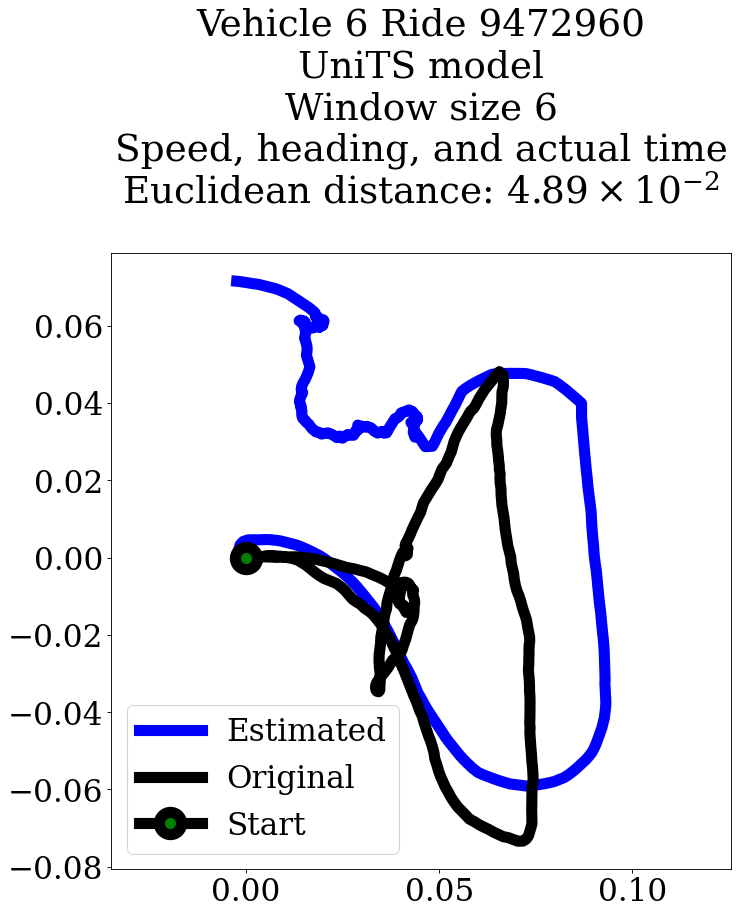 Vehicle 6 Ride 9472960
UniTS model
Window size 6
Speed, heading, and actual time
Euclidean distance: 4.89 × 10⁻²
0.06
0.04
0.02
0.00
−0.02
−0.04
−0.06
−0.08
Estimated
Original
Start
0.00 0.05 0.10